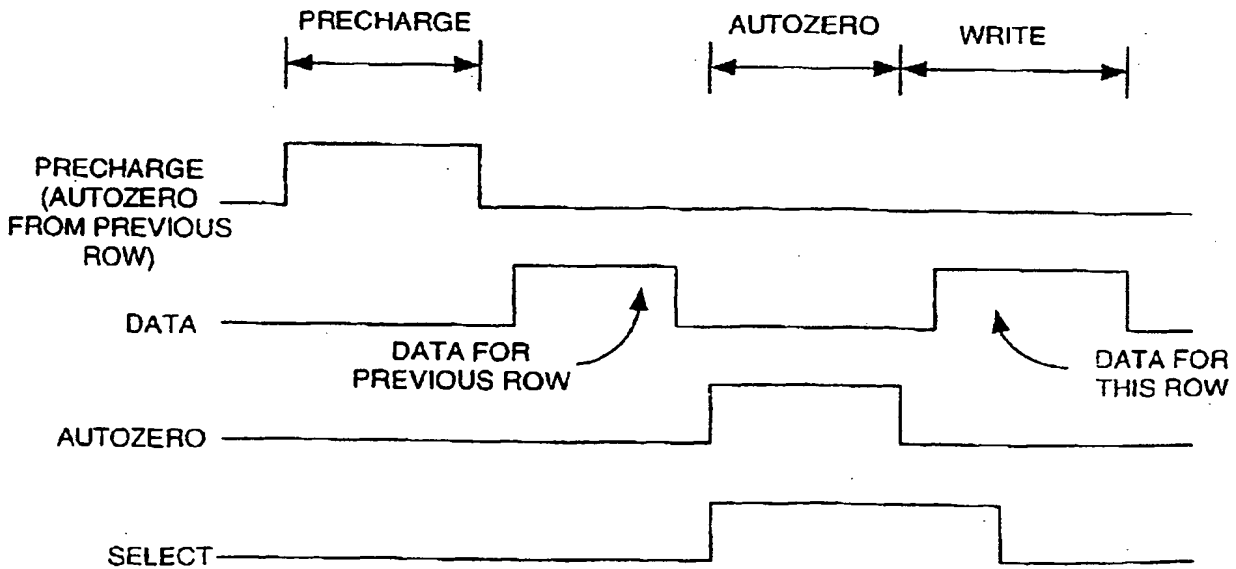 PRECHARGE
AUTOZERO
WRITE
PRECHARGE
(AUTOZERO
FROM PREVIOUS
ROW)
DATA
DATA FOR
PREVIOUS ROW
DATA FOR
THIS ROW
AUTOZERO
SELECT